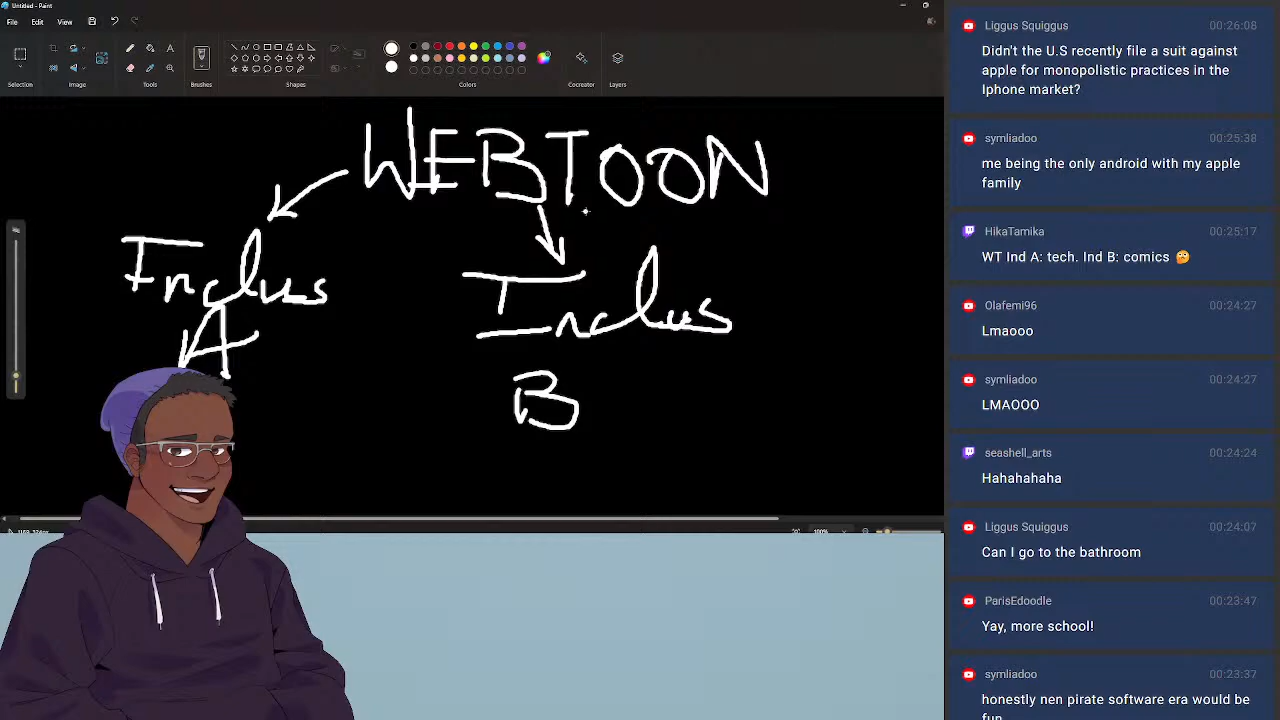 Untitled - Paint
File Edit View
Selection Image Tools Brushes Shapes Colors Cocreator Layers
WEBTOON
Indus Indus
A
B
100%
Liggus Squiggus 00:26:08
Didn't the U.S recently file a suit against
apple for monopolistic practices in the
Iphone market?
symliadoo 00:25:38
me being the only android with my apple
family
HikaTamika 00:25:17
WT Ind A: tech. Ind B: comics 🤔
Olafemi96 00:24:27
Lmaooo
symliadoo 00:24:27
LMAOOO
seashell_arts 00:24:24
Hahahahaha
Liggus Squiggus 00:24:07
Can I go to the bathroom
ParisEdoodle 00:23:47
Yay, more school!
symliadoo 00:23:37
honestly nen pirate software era would be
fun